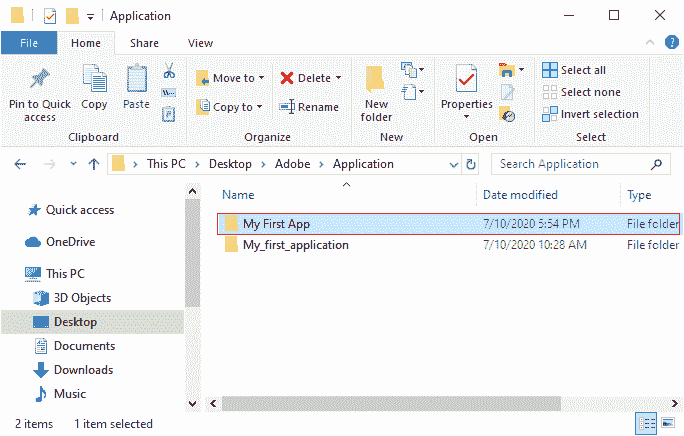 Application
File Home Share View
Pin to Quick access
Copy
Paste
Move to
Copy to
Delete
Rename
New folder
Properties
Select all
Select none
Invert selection
Clipboard Organize New Open Select
This PC Desktop Adobe Application Search Application
Quick access
OneDrive
This PC
3D Objects
Desktop
Documents
Downloads
Music
Name Date modified Type
My First App 7/10/2020 5:54 PM File folder
My_first_application 7/10/2020 10:28 AM File folder
2 items 1 item selected